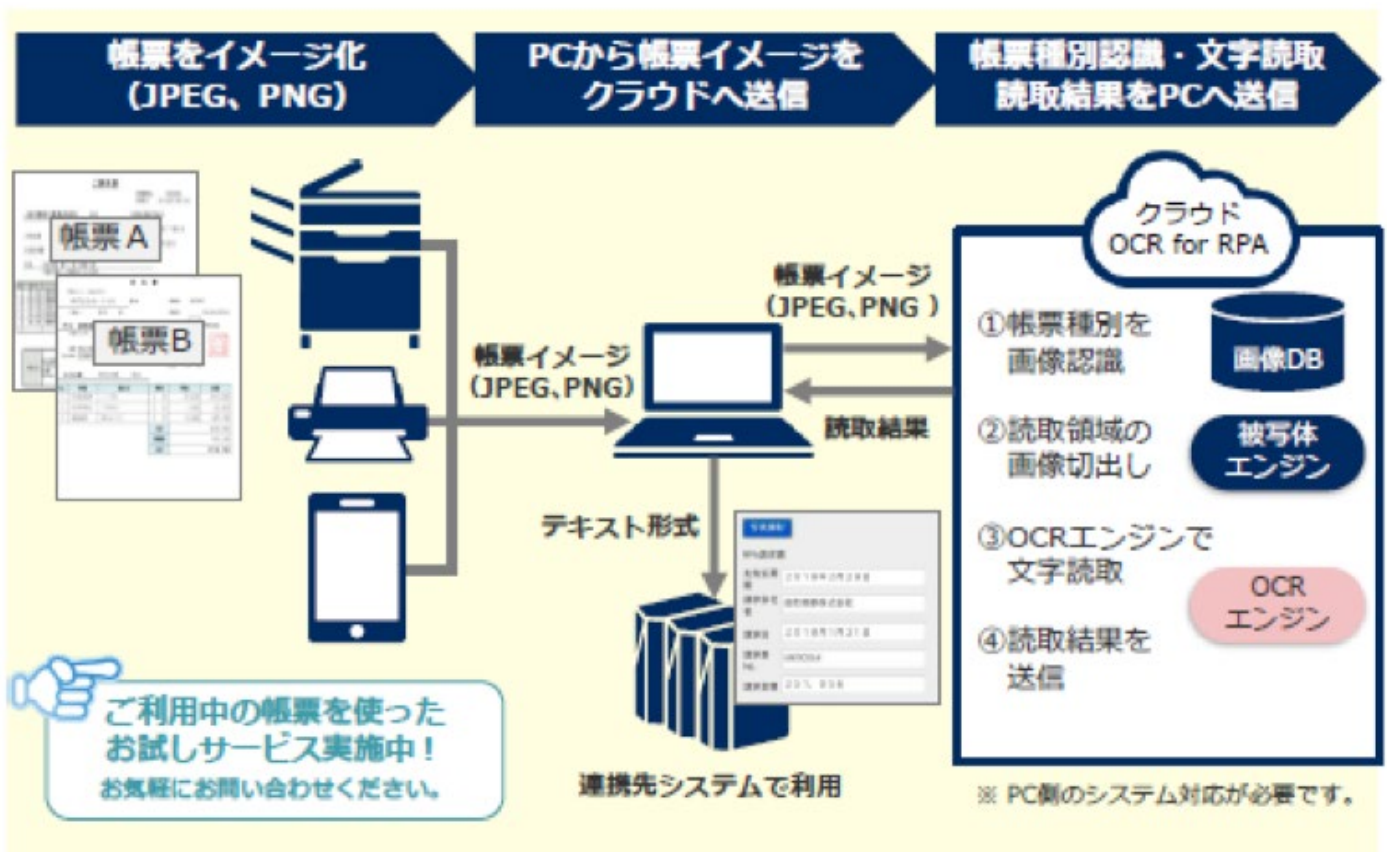 帳票をイメージ化
(JPEG、PNG)
PCから帳票イメージを
クラウドへ送信
帳票種別認識・文字読取
読取結果をPCへ送信
帳票A
帳票B
帳票イメージ
(JPEG、PNG)
帳票イメージ
(JPEG、PNG )
読取結果
テキスト形式
連携先システムで利用
クラウド
OCR for RPA
①帳票種別を
画像認識
画像DB
②読取領域の
画像切出し
被写体
エンジン
③OCRエンジンで
文字読取
OCR
エンジン
④読取結果を
送信
※ PC側のシステム対応が必要です。
ご利用中の帳票を使った
お試しサービス実施中！
お気軽にお問い合わせください。